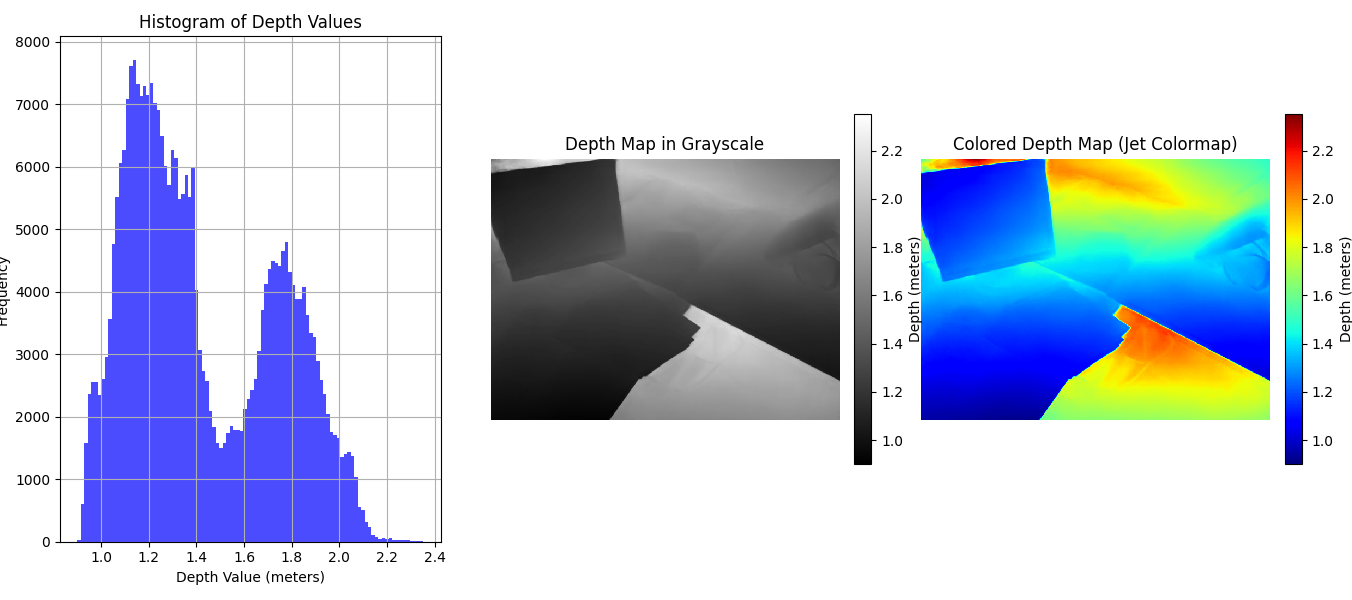 Histogram of Depth Values
8000
7000
6000
5000
4000
3000
2000
1000
0
Frequency
1.0 1.2 1.4 1.6 1.8 2.0 2.2 2.4
Depth Value (meters)
Depth Map in Grayscale
2.2
2.0
1.8
1.6
1.4
1.2
1.0
Depth (meters)
Colored Depth Map (Jet Colormap)
2.2
2.0
1.8
1.6
1.4
1.2
1.0
Depth (meters)